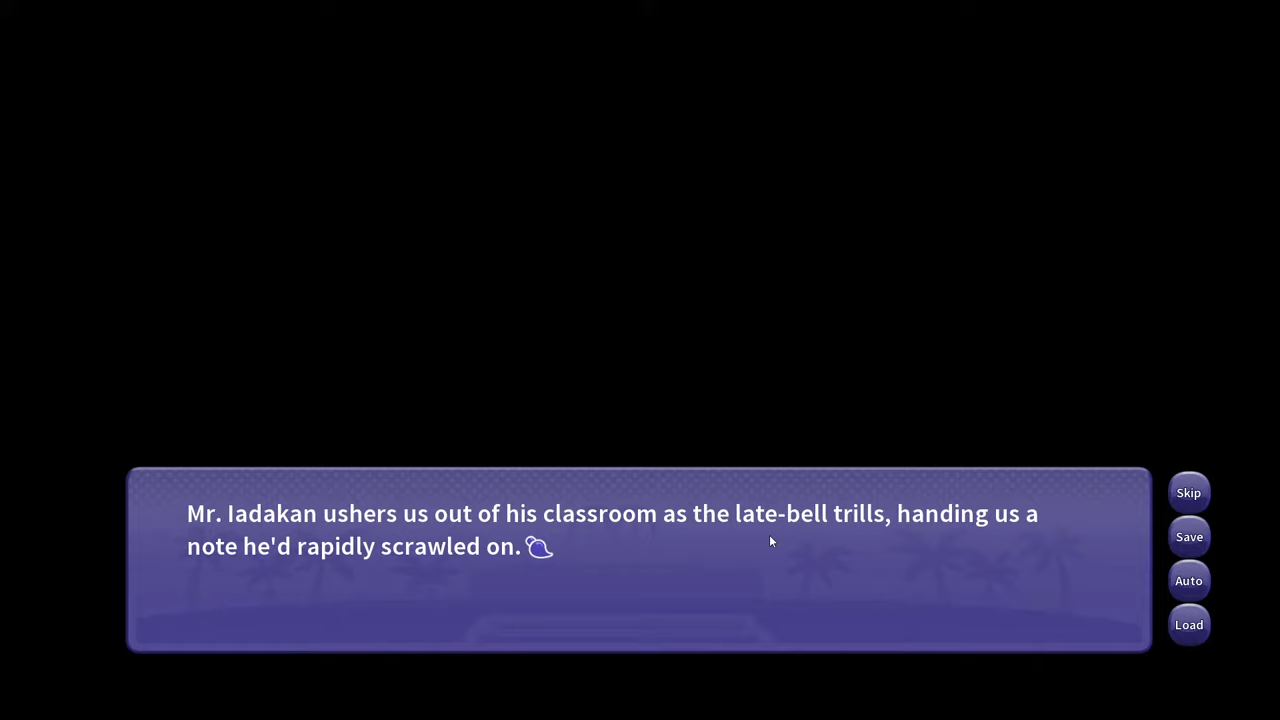 Mr. Iadakan ushers us out of his classroom as the late-bell trills, handing us a
note he'd rapidly scrawled on.
Skip
Save
Auto
Load